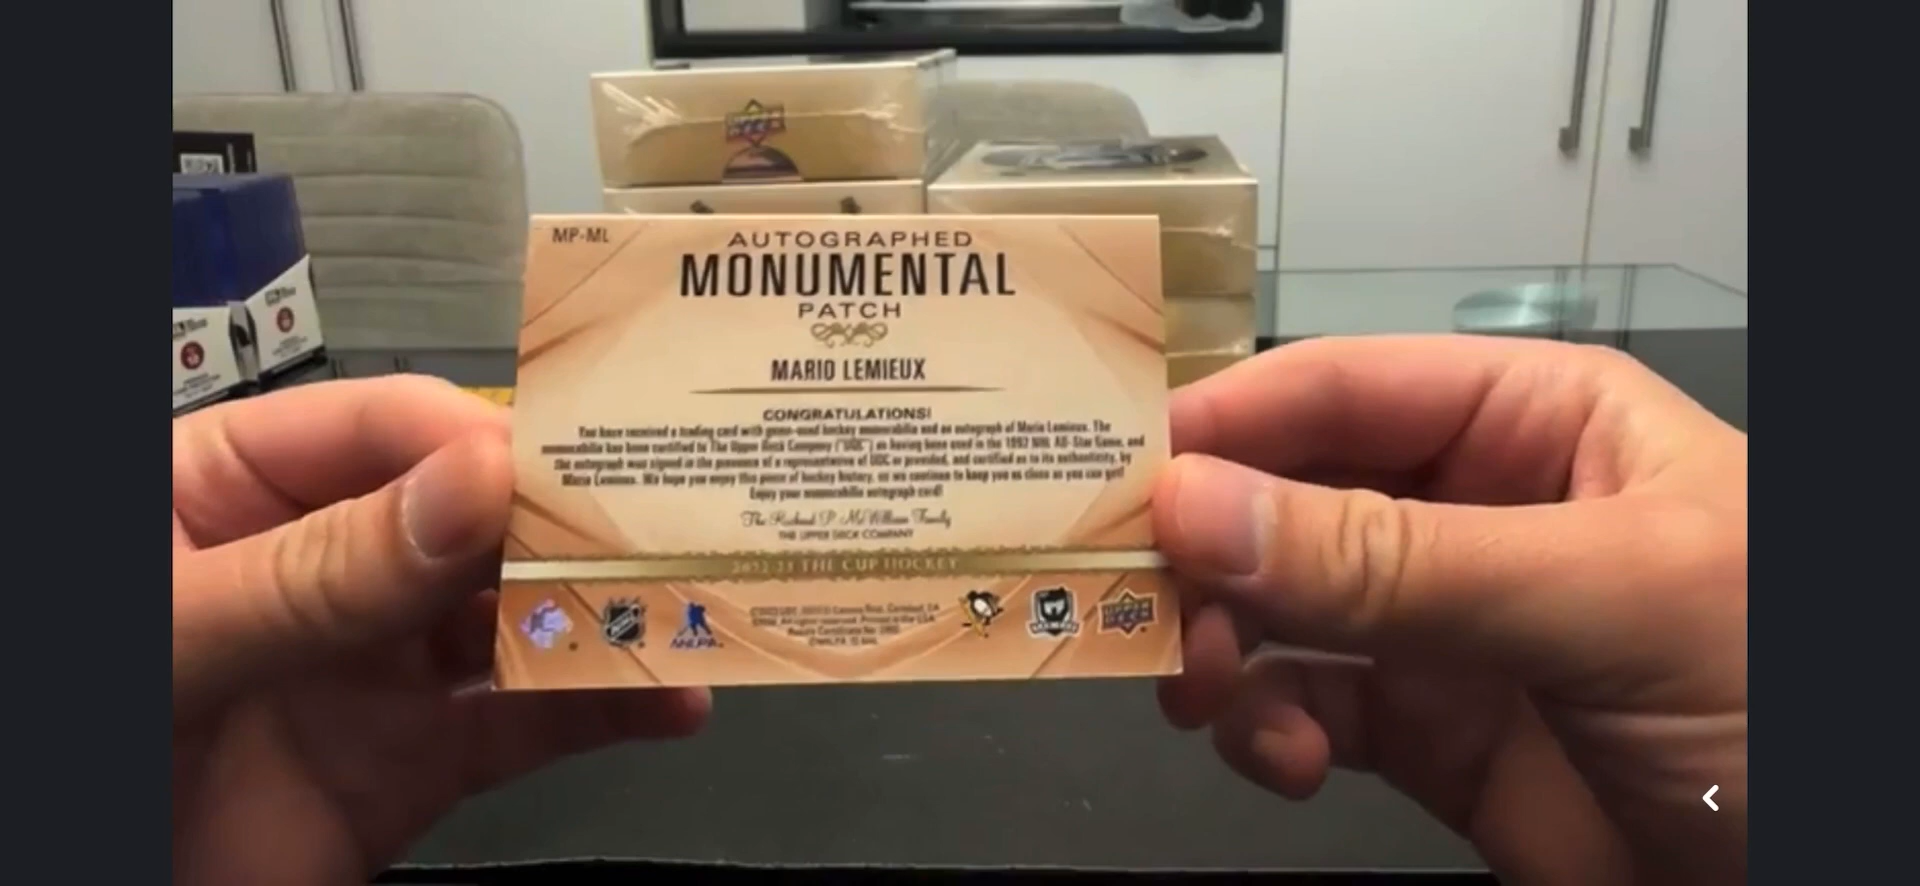 MP-ML
AUTOGRAPHED
MONUMENTAL
PATCH
MARIO LEMIEUX
CONGRATULATIONS!
You have received a trading card with game-used hockey memorabilia and an autograph of Mario Lemieux. The
memorabilia has been certified to The Upper Deck Company ("UDC") as having been used in the 1992 NHL All-Star Game, and
the autograph was signed in the presence of a representative of UDC or provided, and certified as to its authenticity, by
Mario Lemieux. We hope you enjoy this piece of hockey history, as we continue to keep you as close as you can get!
Enjoy your memorabilia autograph card!
The Richard P. McWilliam Family
THE UPPER DECK COMPANY
2022-23 THE CUP HOCKEY
NHLPA
UPPER